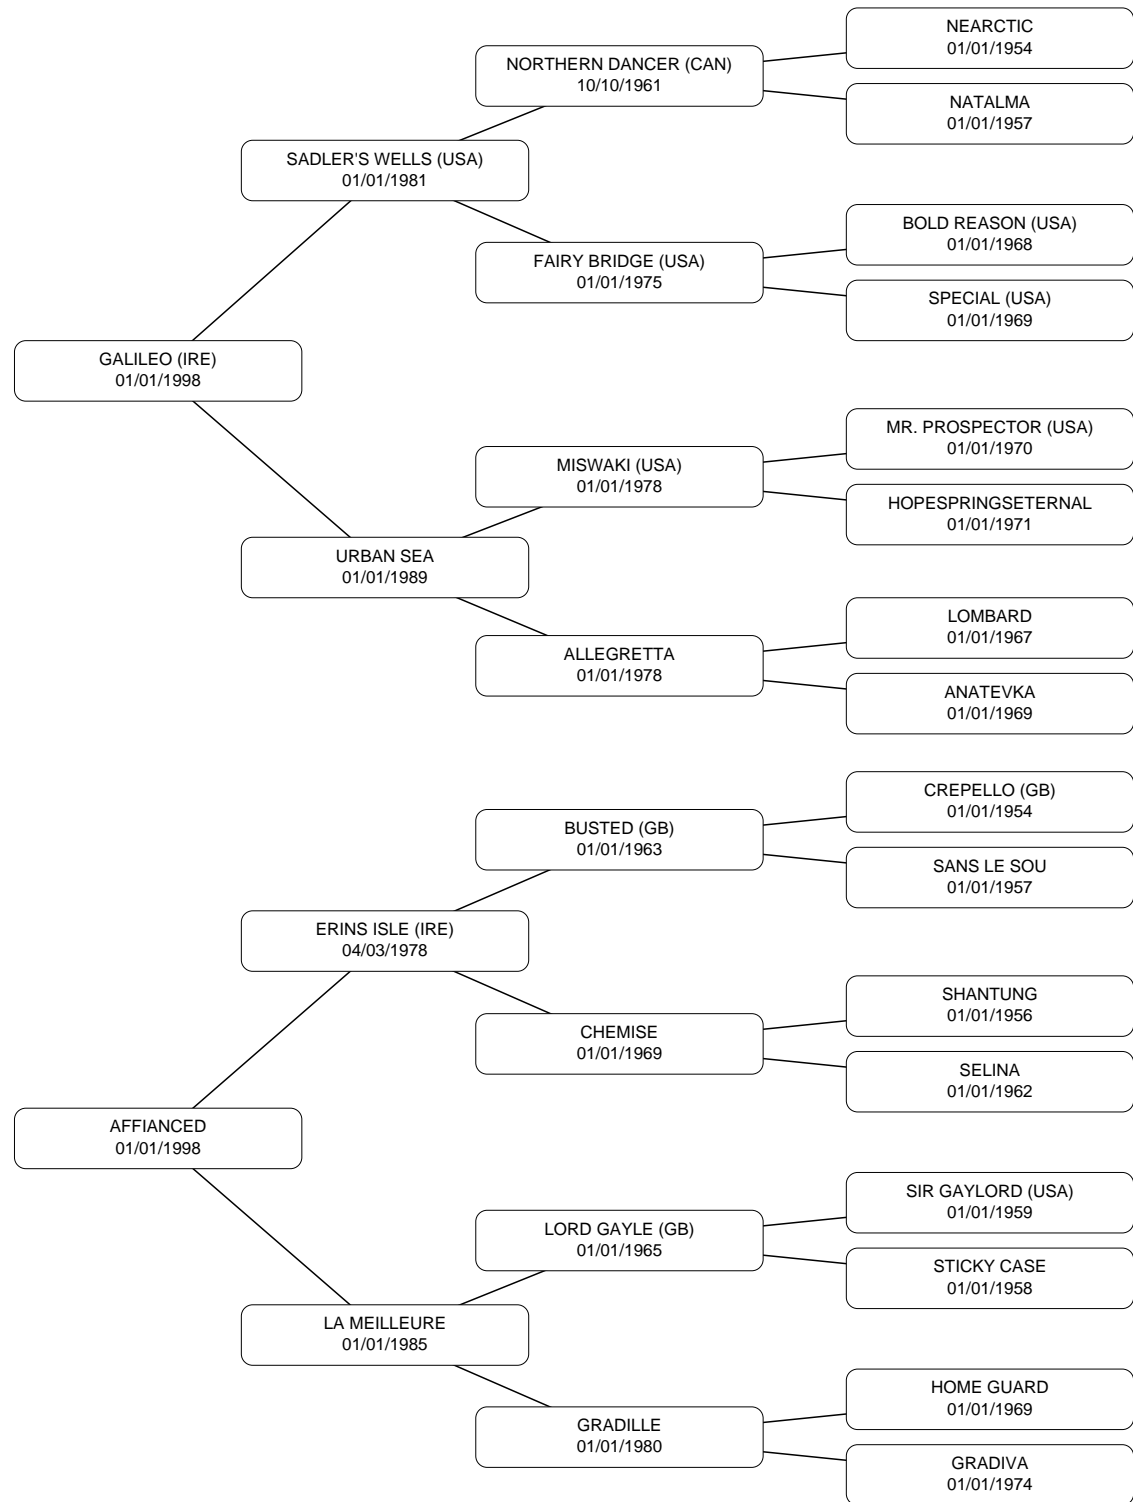 NEARCTIC
01/01/1954
NORTHERN DANCER (CAN)
10/10/1961
NATALMA
01/01/1957
SADLER'S WELLS (USA)
01/01/1981
BOLD REASON (USA)
01/01/1968
FAIRY BRIDGE (USA)
01/01/1975
SPECIAL (USA)
01/01/1969
GALILEO (IRE)
01/01/1998
MR. PROSPECTOR (USA)
01/01/1970
MISWAKI (USA)
01/01/1978
HOPESPRINGSETERNAL
01/01/1971
URBAN SEA
01/01/1989
LOMBARD
01/01/1967
ALLEGRETTA
01/01/1978
ANATEVKA
01/01/1969
CREPELLO (GB)
01/01/1954
BUSTED (GB)
01/01/1963
SANS LE SOU
01/01/1957
ERINS ISLE (IRE)
04/03/1978
SHANTUNG
01/01/1956
CHEMISE
01/01/1969
SELINA
01/01/1962
AFFIANCED
01/01/1998
SIR GAYLORD (USA)
01/01/1959
LORD GAYLE (GB)
01/01/1965
STICKY CASE
01/01/1958
LA MEILLEURE
01/01/1985
HOME GUARD
01/01/1969
GRADILLE
01/01/1980
GRADIVA
01/01/1974